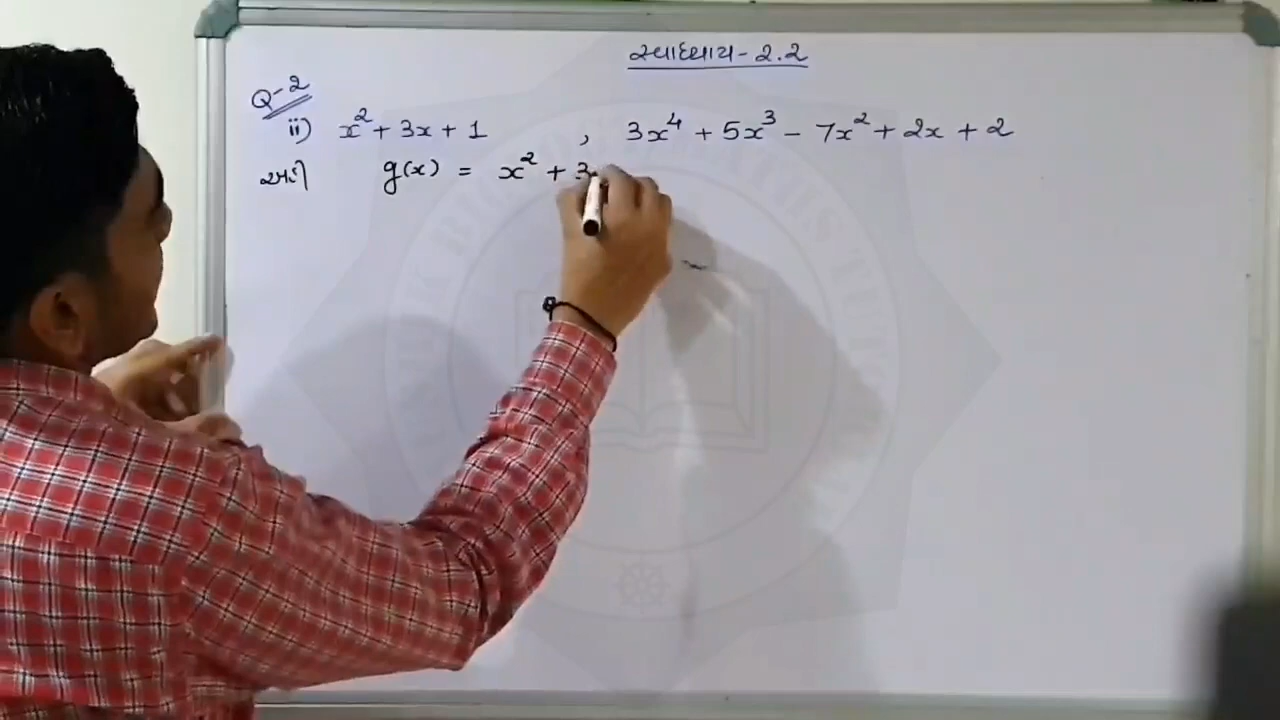 સ્વાધ્યાય - 2.2
Q-2
ii) x² + 3x + 1 , 3x⁴ + 5x³ - 7x² + 2x + 2
અહીં g(x) = x² + 3